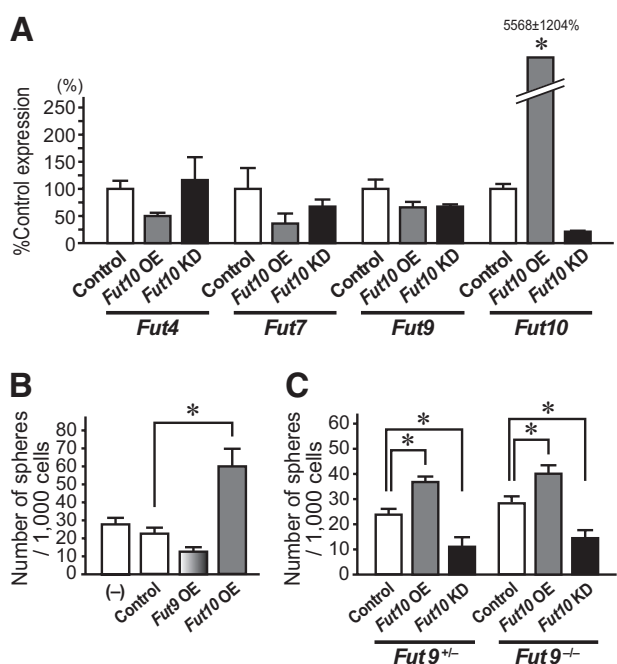 A
5568±1204%
*
(%)
%Control expression
250
200
150
100
50
0
Control
Fut10 OE
Fut10 KD
Control
Fut10 OE
Fut10 KD
Control
Fut10 OE
Fut10 KD
Control
Fut10 OE
Fut10 KD
Fut4
Fut7
Fut9
Fut10
B
Number of spheres
/ 1,000 cells
80
70
60
50
40
30
20
10
0
*
(–)
Control
Fut9 OE
Fut10 OE
C
Number of spheres
/ 1,000 cells
60
50
40
30
20
10
0
*
*
*
*
Control
Fut10 OE
Fut10 KD
Control
Fut10 OE
Fut10 KD
Fut9+/–
Fut9–/–